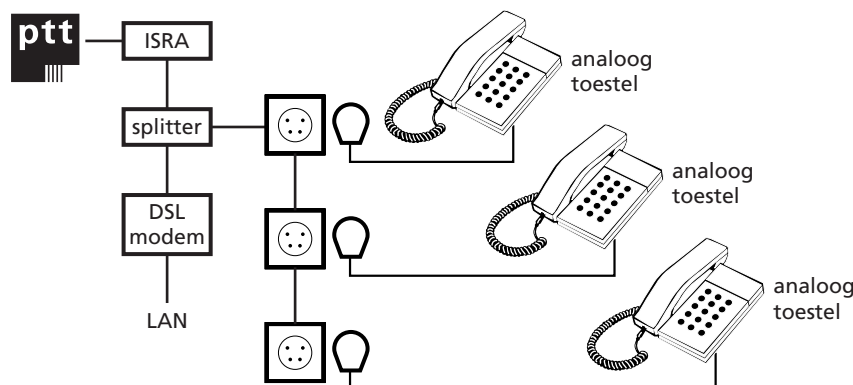 ptt
ISRA
splitter
DSL
modem
LAN
analoog
toestel
analoog
toestel
analoog
toestel